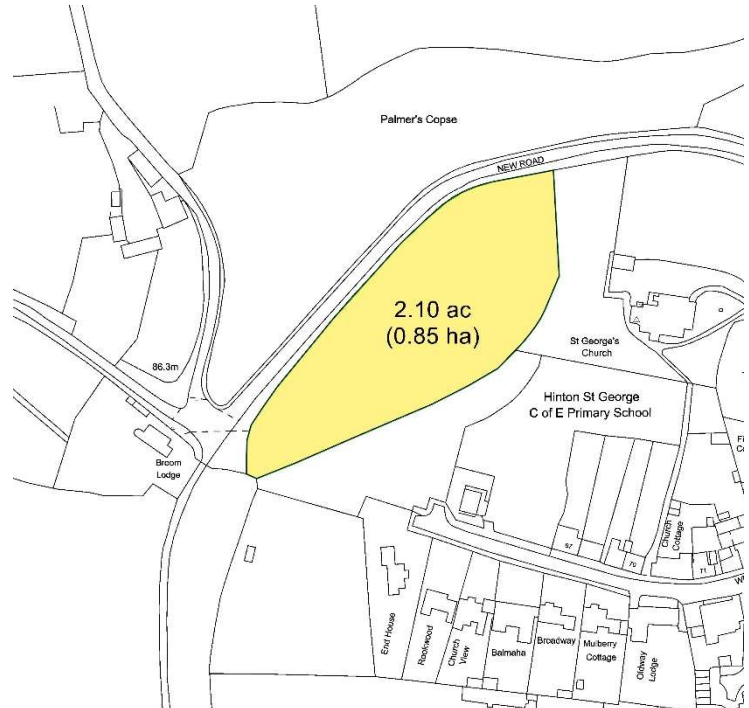 Palmer's Copse
NEW ROAD
2.10 ac
(0.85 ha)
St George's
Church
86.3m
Hinton St George
C of E Primary School
Broom
Lodge
Church
Cottage
67
70
71
End House
Rookwood
Church
View
Balmaha
Broadway
Mulberry
Cottage
Oldway
Lodge